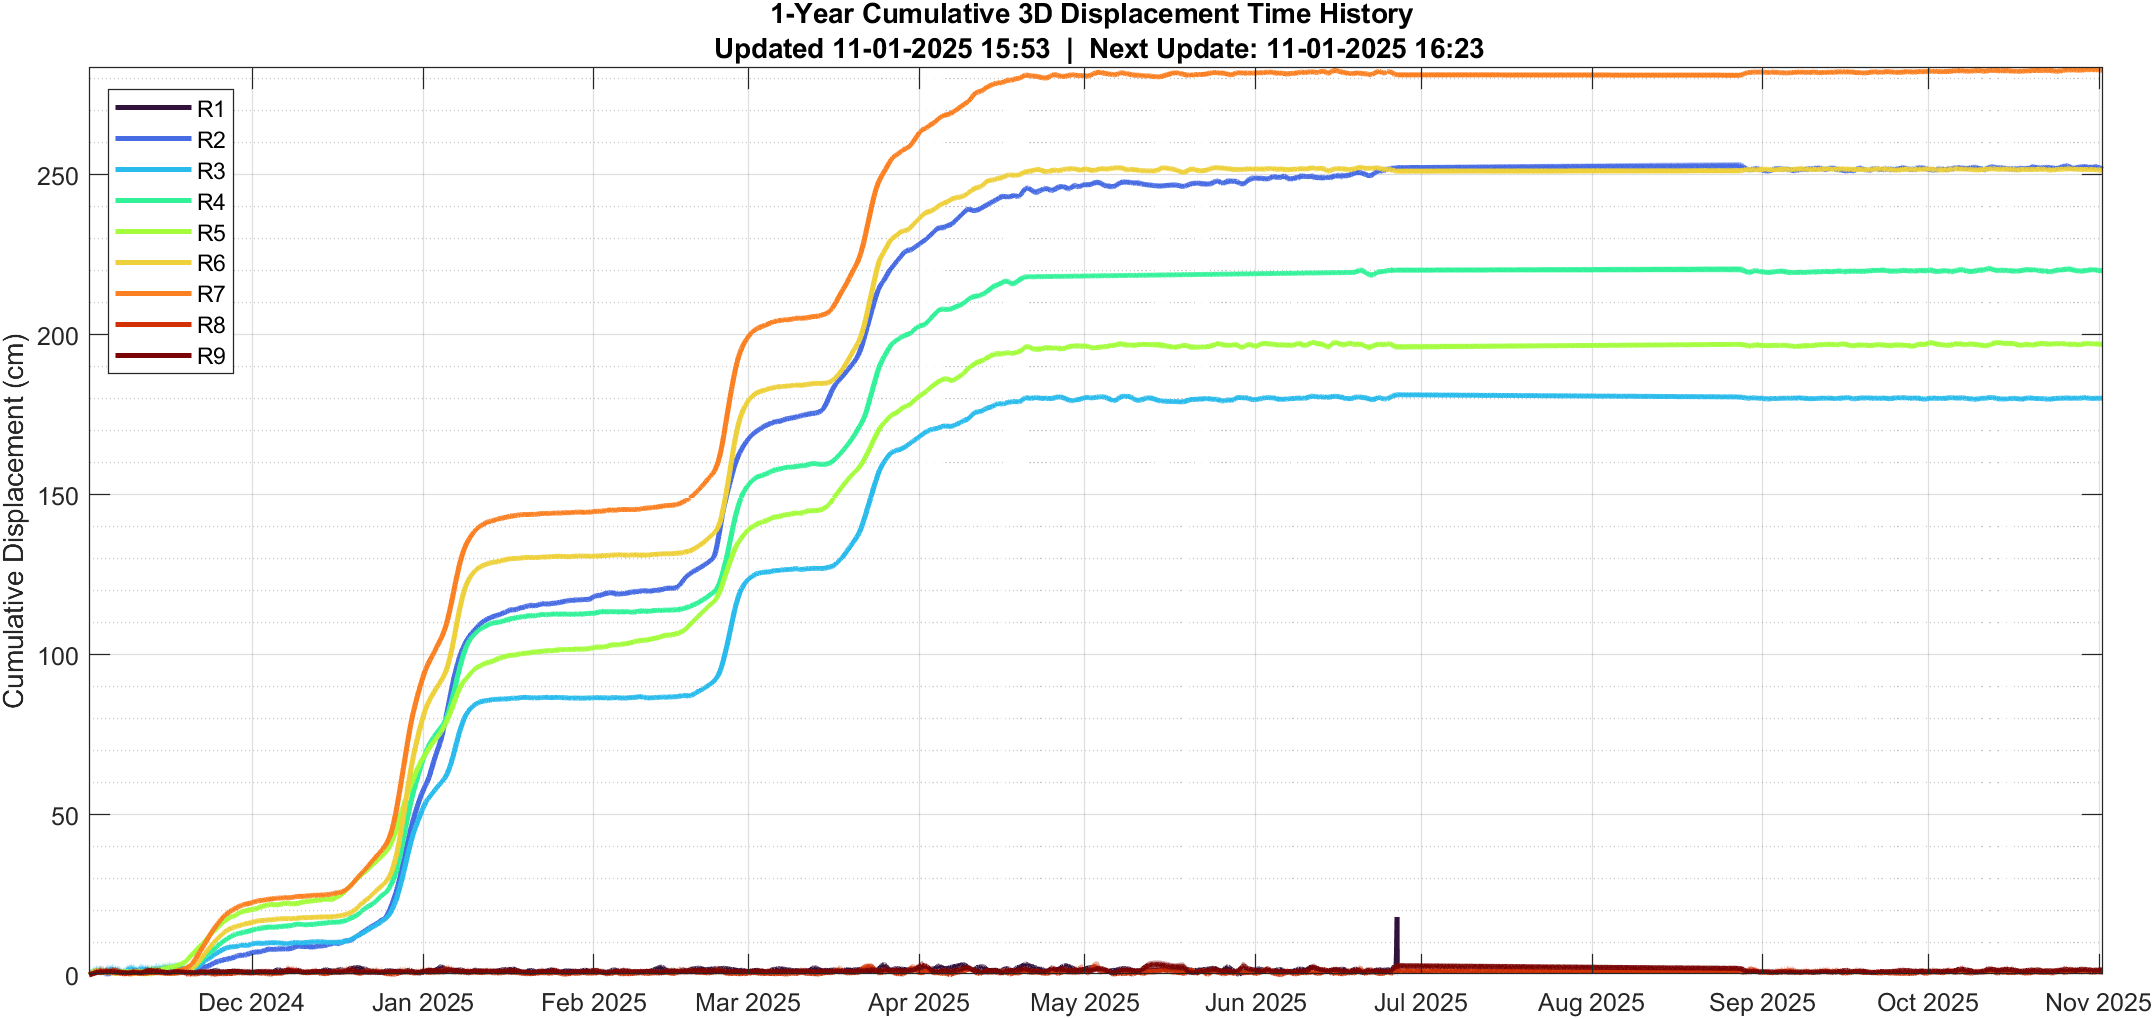 1-Year Cumulative 3D Displacement Time History
Updated 11-01-2025 15:53 | Next Update: 11-01-2025 16:23
R1
R2
R3
R4
R5
R6
R7
R8
R9
Cumulative Displacement (cm)
250
200
150
100
50
0
Dec 2024
Jan 2025
Feb 2025
Mar 2025
Apr 2025
May 2025
Jun 2025
Jul 2025
Aug 2025
Sep 2025
Oct 2025
Nov 2025